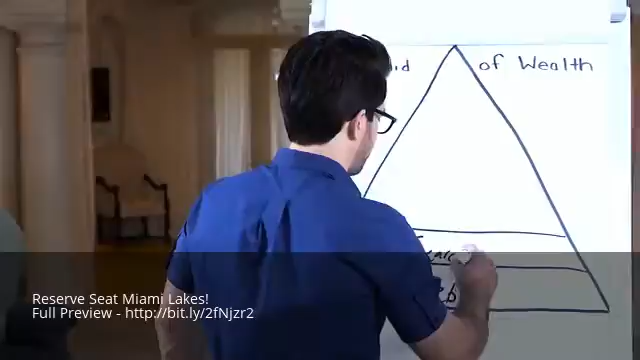 of Wealth
Reserve Seat Miami Lakes!
Full Preview - http://bit.ly/2fNjzr2